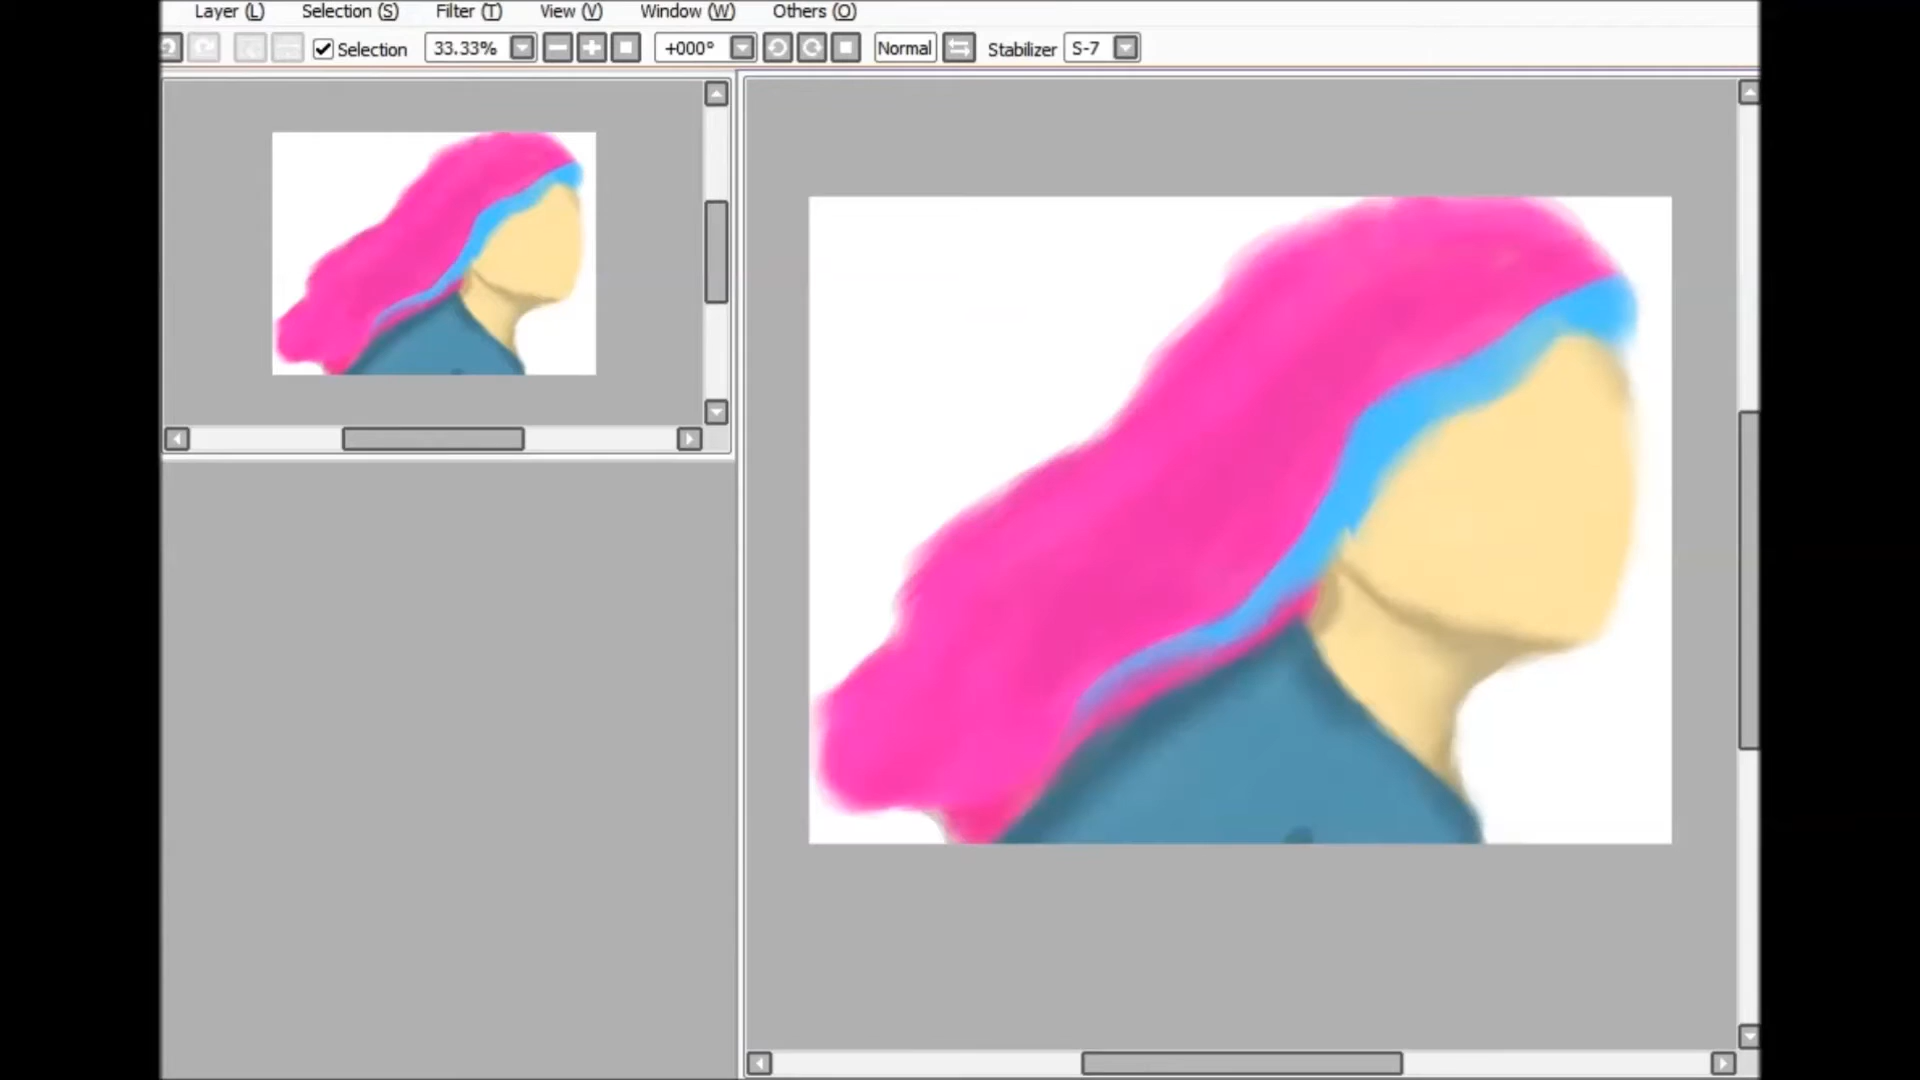 Layer (L) Selection (S) Filter (T) View (V) Window (W) Others (O)
Selection 33.33% +000° Normal Stabilizer S-7